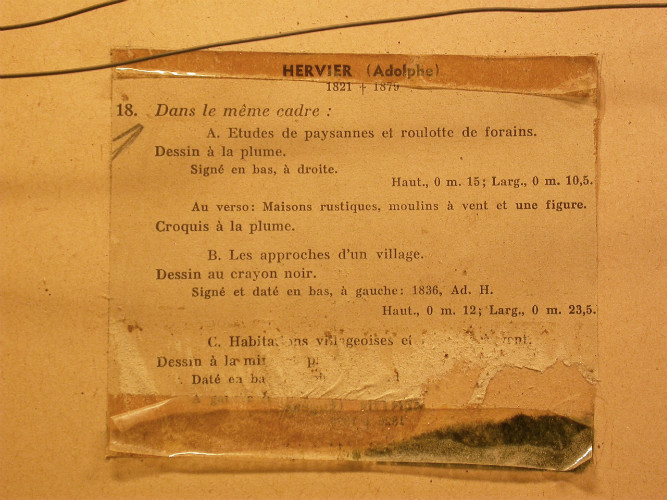 HERVIER (Adolphe)
1821 + 1879
18. Dans le même cadre :
A. Etudes de paysannes et roulotte de forains.
Dessin à la plume.
Signé en bas, à droite.
Haut., 0 m. 15; Larg., 0 m. 10,5.
Au verso: Maisons rustiques, moulins à vent et une figure.
Croquis à la plume.
B. Les approches d'un village.
Dessin au crayon noir.
Signé et daté en bas, à gauche: 1836, Ad. H.
Haut., 0 m. 12; Larg., 0 m. 23,5.
C.
Dessin à la
Daté